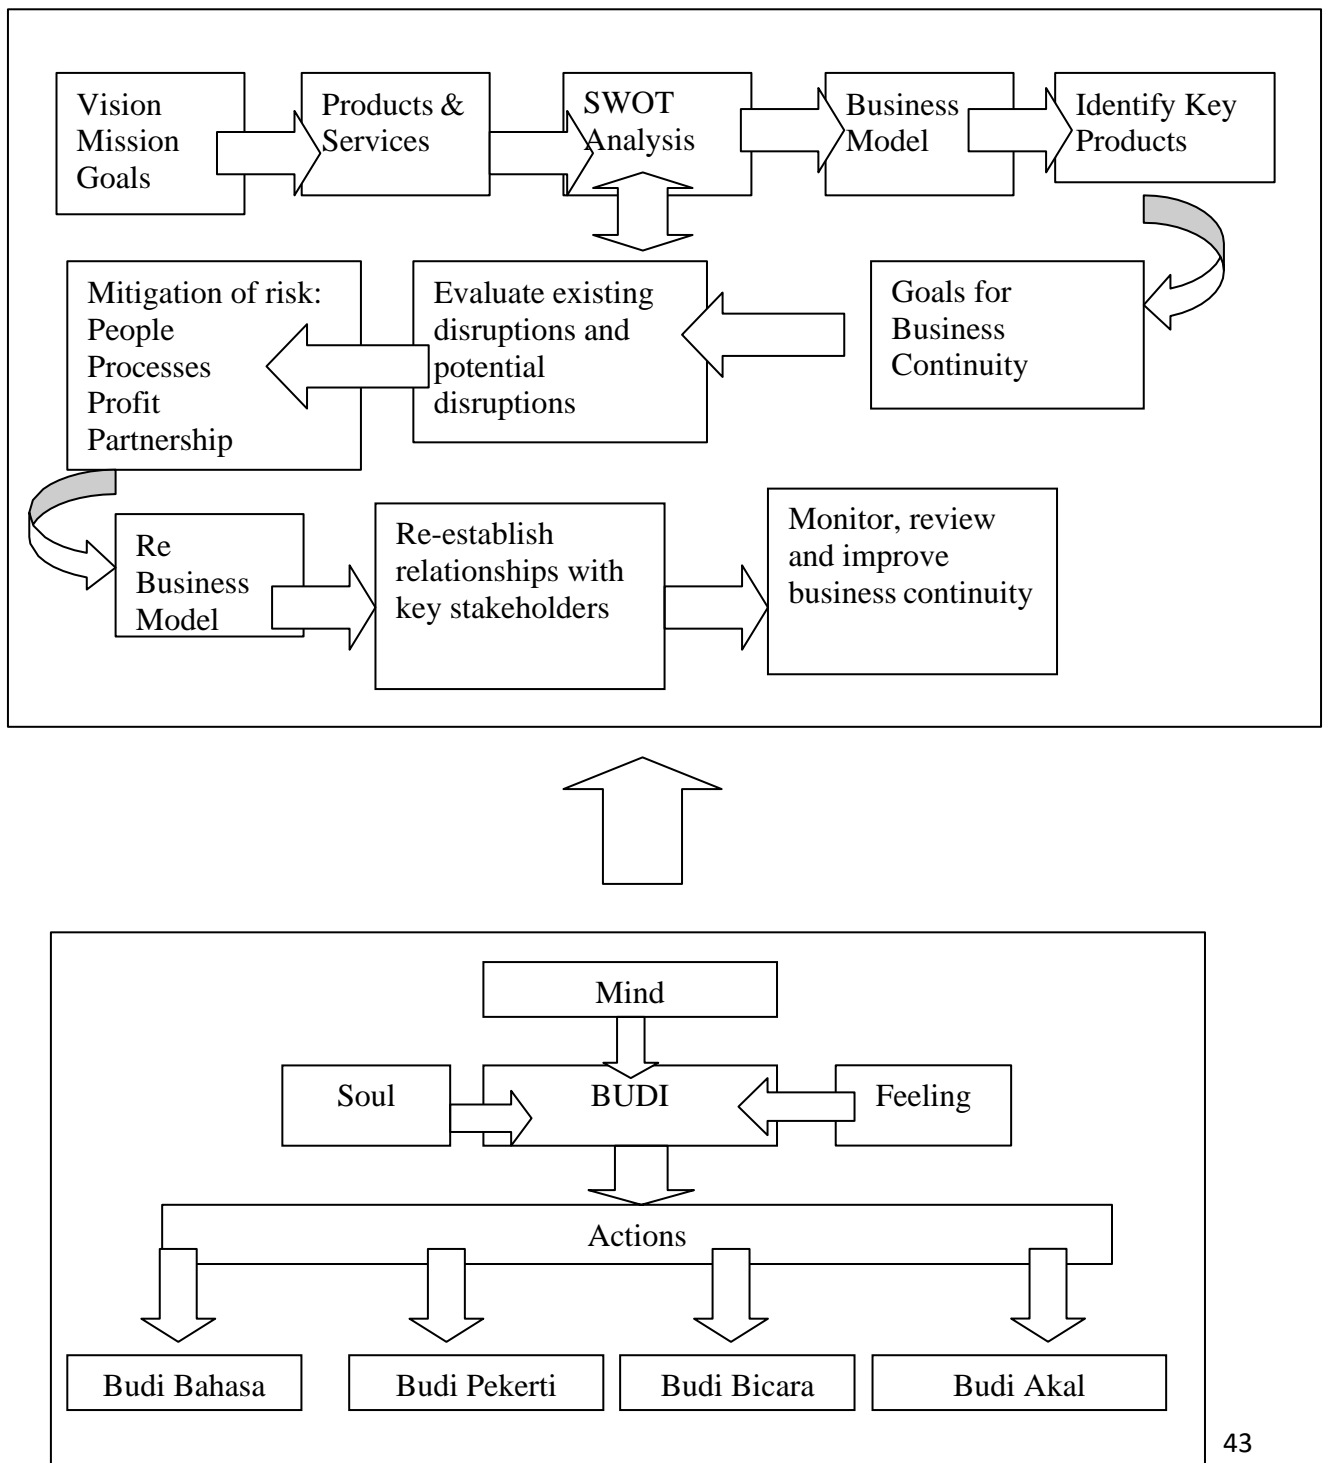 Vision
Mission
Goals
Products &
Services
SWOT
Analysis
Business
Model
Identify Key
Products
Mitigation of risk:
People
Processes
Profit
Partnership
Evaluate existing
disruptions and
potential
disruptions
Goals for
Business
Continuity
Re
Business
Model
Re-establish
relationships with
key stakeholders
Monitor, review
and improve
business continuity
Mind
Soul
BUDI
Feeling
Actions
Budi Bahasa
Budi Pekerti
Budi Bicara
Budi Akal
43